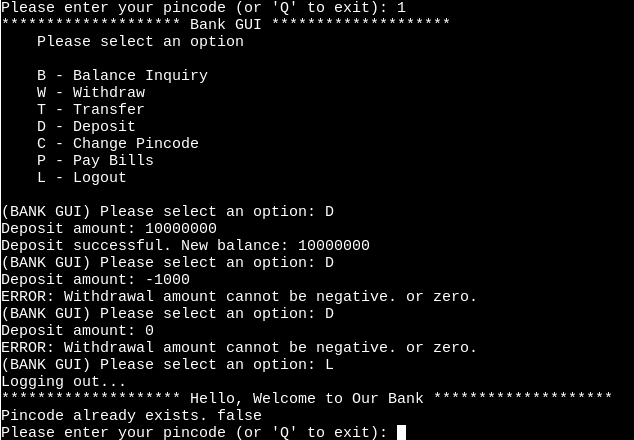 Please enter your pincode (or 'Q' to exit): 1
******************** Bank GUI ********************
    Please select an option

    B - Balance Inquiry
    W - Withdraw
    T - Transfer
    D - Deposit
    C - Change Pincode
    P - Pay Bills
    L - Logout

(BANK GUI) Please select an option: D
Deposit amount: 10000000
Deposit successful. New balance: 10000000
(BANK GUI) Please select an option: D
Deposit amount: -1000
ERROR: Withdrawal amount cannot be negative. or zero.
(BANK GUI) Please select an option: D
Deposit amount: 0
ERROR: Withdrawal amount cannot be negative. or zero.
(BANK GUI) Please select an option: L
Logging out...
******************** Hello, Welcome to Our Bank ********************
Pincode already exists. false
Please enter your pincode (or 'Q' to exit):